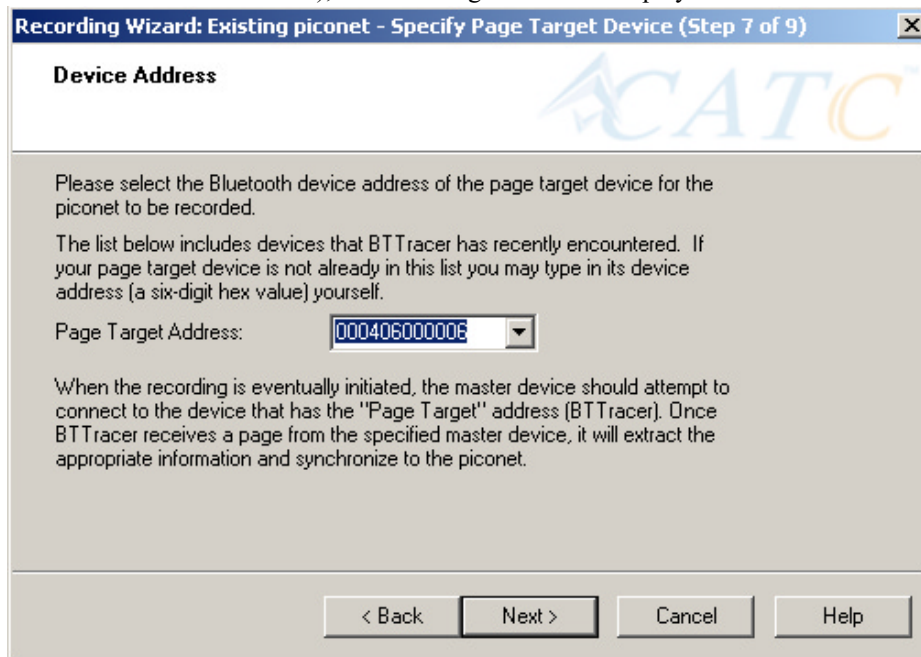 Recording Wizard: Existing piconet - Specify Page Target Device (Step 7 of 9)
Device Address
CATC
Please select the Bluetooth device address of the page target device for the
piconet to be recorded.
The list below includes devices that BTTracer has recently encountered. If
your page target device is not already in this list you may type in its device
address (a six-digit hex value) yourself.
Page Target Address:
000406000006
When the recording is eventually initiated, the master device should attempt to
connect to the device that has the "Page Target" address (BTTracer). Once
BTTracer receives a page from the specified master device, it will extract the
appropriate information and synchronize to the piconet.
< Back Next > Cancel Help